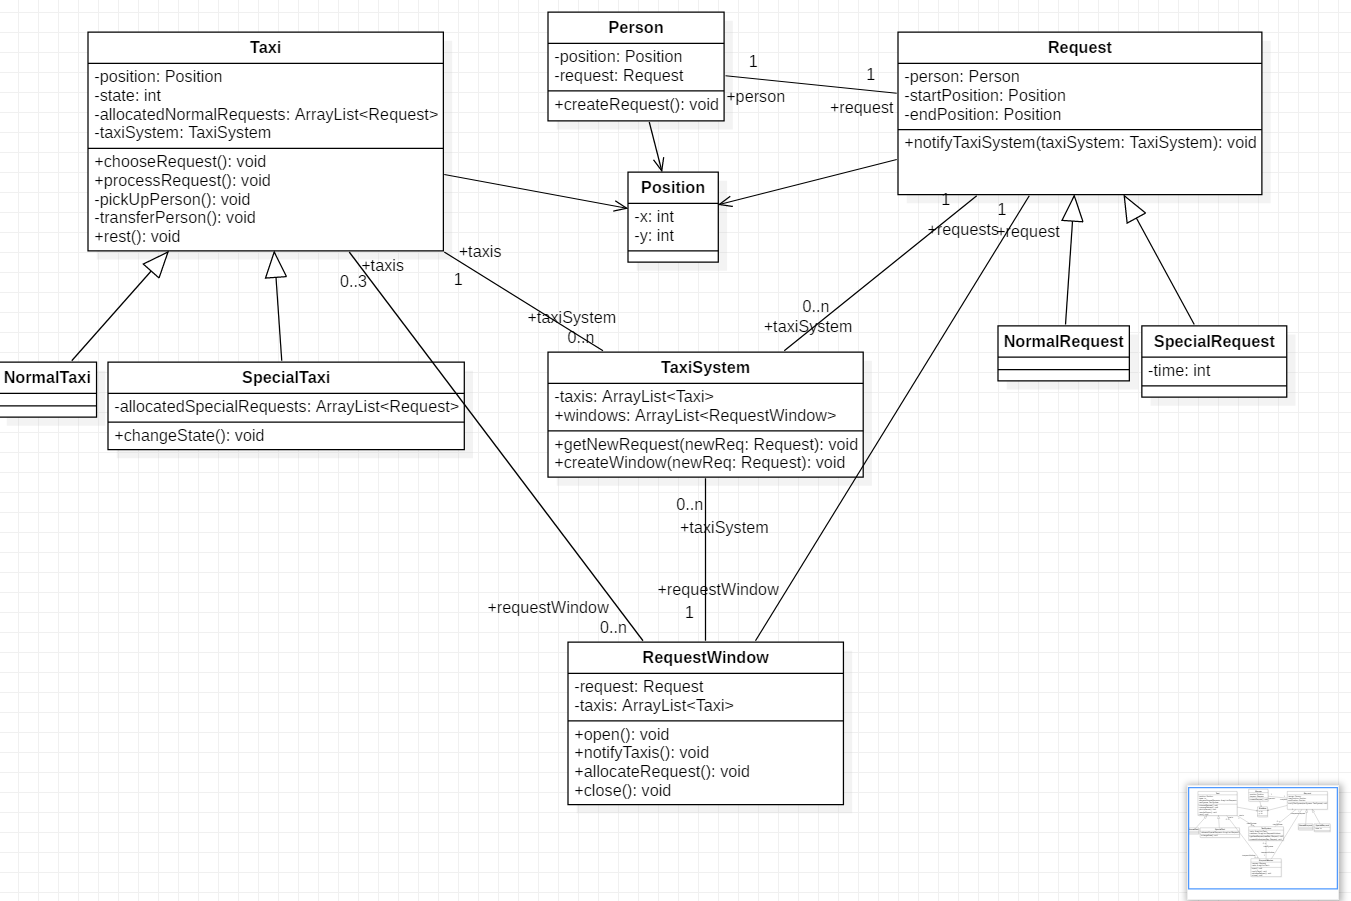 Taxi
-position: Position
-state: int
-allocatedNormalRequests: ArrayList<Request>
-taxiSystem: TaxiSystem
+chooseRequest(): void
+processRequest(): void
-pickUpPerson(): void
-transferPerson(): void
+rest(): void
Person
-position: Position
-request: Request
+createRequest(): void
1
+person
1
+request
Request
-person: Person
-startPosition: Position
-endPosition: Position
+notifyTaxiSystem(taxiSystem: TaxiSystem): void
Position
-x: int
-y: int
+taxis
0..3
+taxis
1
+taxiSystem
0..n
1
+requests
1
+request
0..n
+taxiSystem
NormalTaxi
SpecialTaxi
-allocatedSpecialRequests: ArrayList<Request>
+changeState(): void
TaxiSystem
-taxis: ArrayList<Taxi>
+windows: ArrayList<RequestWindow>
+getNewRequest(newReq: Request): void
+createWindow(newReq: Request): void
NormalRequest
SpecialRequest
-time: int
0..n
+taxiSystem
+requestWindow
1
+requestWindow
0..n
RequestWindow
-request: Request
-taxis: ArrayList<Taxi>
+open(): void
+notifyTaxis(): void
+allocateRequest(): void
+close(): void